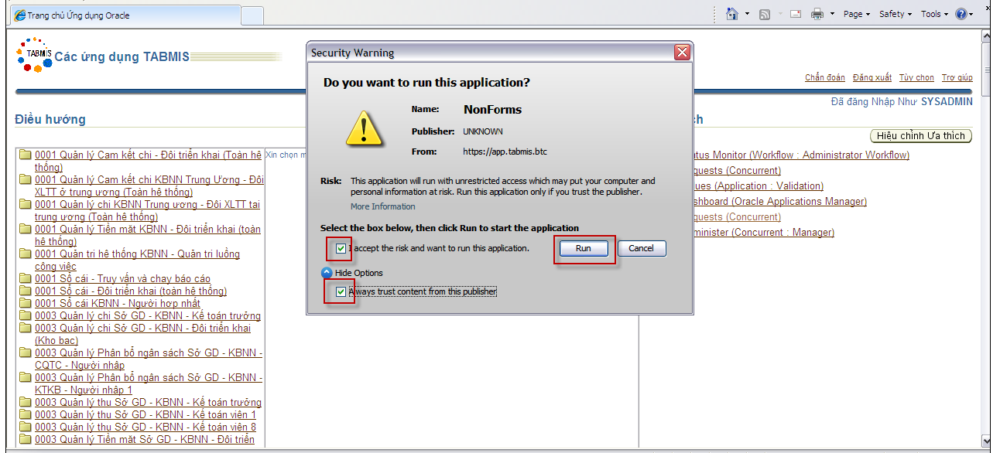 Trang chủ Ứng dụng Oracle
Page
Safety
Tools
TABMIS
Các ứng dụng TABMIS
Chẩn đoán Đăng xuất Tùy chọn Trợ giúp
Đã đăng Nhập Như SYSADMIN
Điều hướng
Hiệu chỉnh Ưa thích
0001 Quản lý Cam kết chi - Đội triển khai (Toàn hệ
thống)
0001 Quản lý Cam kết chi KBNN Trung Ương - Đội
XLTT ở trung ương (Toàn hệ thống)
0001 Quản lý chi KBNN Trung ương - Đội XLTT tại
trung ương (Toàn hệ thống)
0001 Quản lý Tiền mặt KBNN - Đội triển khai (toàn
hệ thống)
0001 Quản trị hệ thống KBNN - Quản trị luồng
công việc
0001 Sổ cái - Truy vấn và chạy báo cáo
0001 Sổ cái - Đội triển khai (toàn hệ thống)
0001 Sổ cái KBNN - Người hợp nhất
0003 Quản lý chi Sở GD - KBNN - Kế toán trưởng
0003 Quản lý chi Sở GD - KBNN - Đội triển khai
(Kho bạc)
0003 Quản lý Phân bổ ngân sách Sở GD - KBNN -
CQTC - Người nhập
0003 Quản lý Phân bổ ngân sách Sở GD - KBNN -
KTKB - Người nhập 1
0003 Quản lý thu Sở GD - KBNN - Kế toán trưởng
0003 Quản lý thu Sở GD - KBNN - Kế toán viên 1
0003 Quản lý thu Sở GD - KBNN - Kế toán viên 8
0003 Quản lý Tiền mặt Sở GD - KBNN - Đội triển
Xin chọn
Security Warning
Do you want to run this application?
Name: NonForms
Publisher: UNKNOWN
From: https://app.tabmis.btc
Risk: This application will run with unrestricted access which may put your computer and
personal information at risk. Run this application only if you trust the publisher.
More Information
Select the box below, then click Run to start the application
I accept the risk and want to run this application.
Run
Cancel
Hide Options
Always trust content from this publisher
Monitor (Workflow : Administrator Workflow)
(Concurrent)
(Application : Validation)
(Oracle Applications Manager)
(Concurrent)
(Concurrent : Manager)